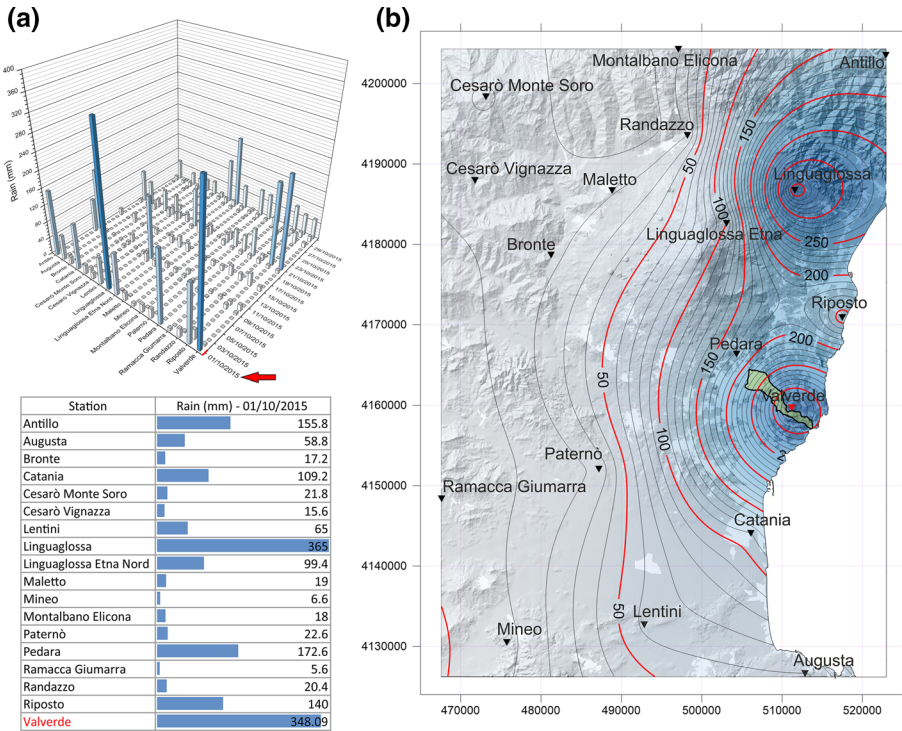 (a)
Rain (mm)
400
360
320
280
240
200
160
120
80
40
0
Antillo
Augusta
Bronte
Catania
Cesarò Monte Soro
Cesarò Vignazza
Lentini
Linguaglossa
Linguaglossa Etna Nord
Maletto
Mineo
Montalbano Elicona
Paternò
Pedara
Ramacca Giumarra
Randazzo
Riposto
Valverde
01/10/2015
03/10/2015
05/10/2015
07/10/2015
09/10/2015
11/10/2015
13/10/2015
15/10/2015
17/10/2015
19/10/2015
21/10/2015
23/10/2015
25/10/2015
27/10/2015
29/10/2015
Station Rain (mm) - 01/10/2015
Antillo 155.8
Augusta 58.8
Bronte 17.2
Catania 109.2
Cesarò Monte Soro 21.8
Cesarò Vignazza 15.6
Lentini 65
Linguaglossa 365
Linguaglossa Etna Nord 99.4
Maletto 19
Mineo 6.6
Montalbano Elicona 18
Paternò 22.6
Pedara 172.6
Ramacca Giumarra 5.6
Randazzo 20.4
Riposto 140
Valverde 348.09
(b)
4200000
4190000
4180000
4170000
4160000
4150000
4140000
4130000
Montalbano Elicona
Antillo
Cesarò Monte Soro
Randazzo
150
50
Cesarò Vignazza
Maletto
Linguaglossa
100
Linguaglossa Etna
Bronte
250
200
Riposto
Pedara
200
150
50
Valverde
100
2
Paternò
Ramacca Giumarra
Catania
50
Lentini
Mineo
Augusta
470000 480000 490000 500000 510000 520000